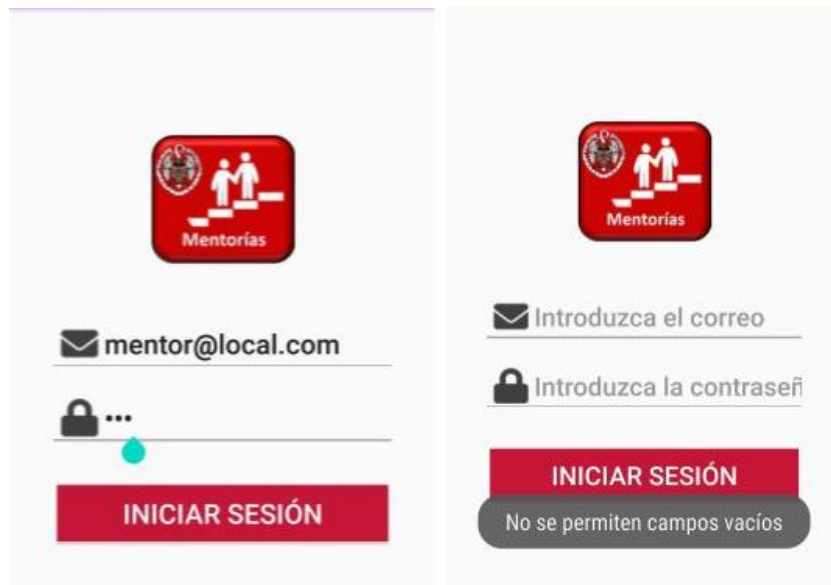 Mentorías
mentor@local.com
•••
INICIAR SESIÓN
Mentorías
Introduzca el correo
Introduzca la contraseñ
INICIAR SESIÓN
No se permiten campos vacíos